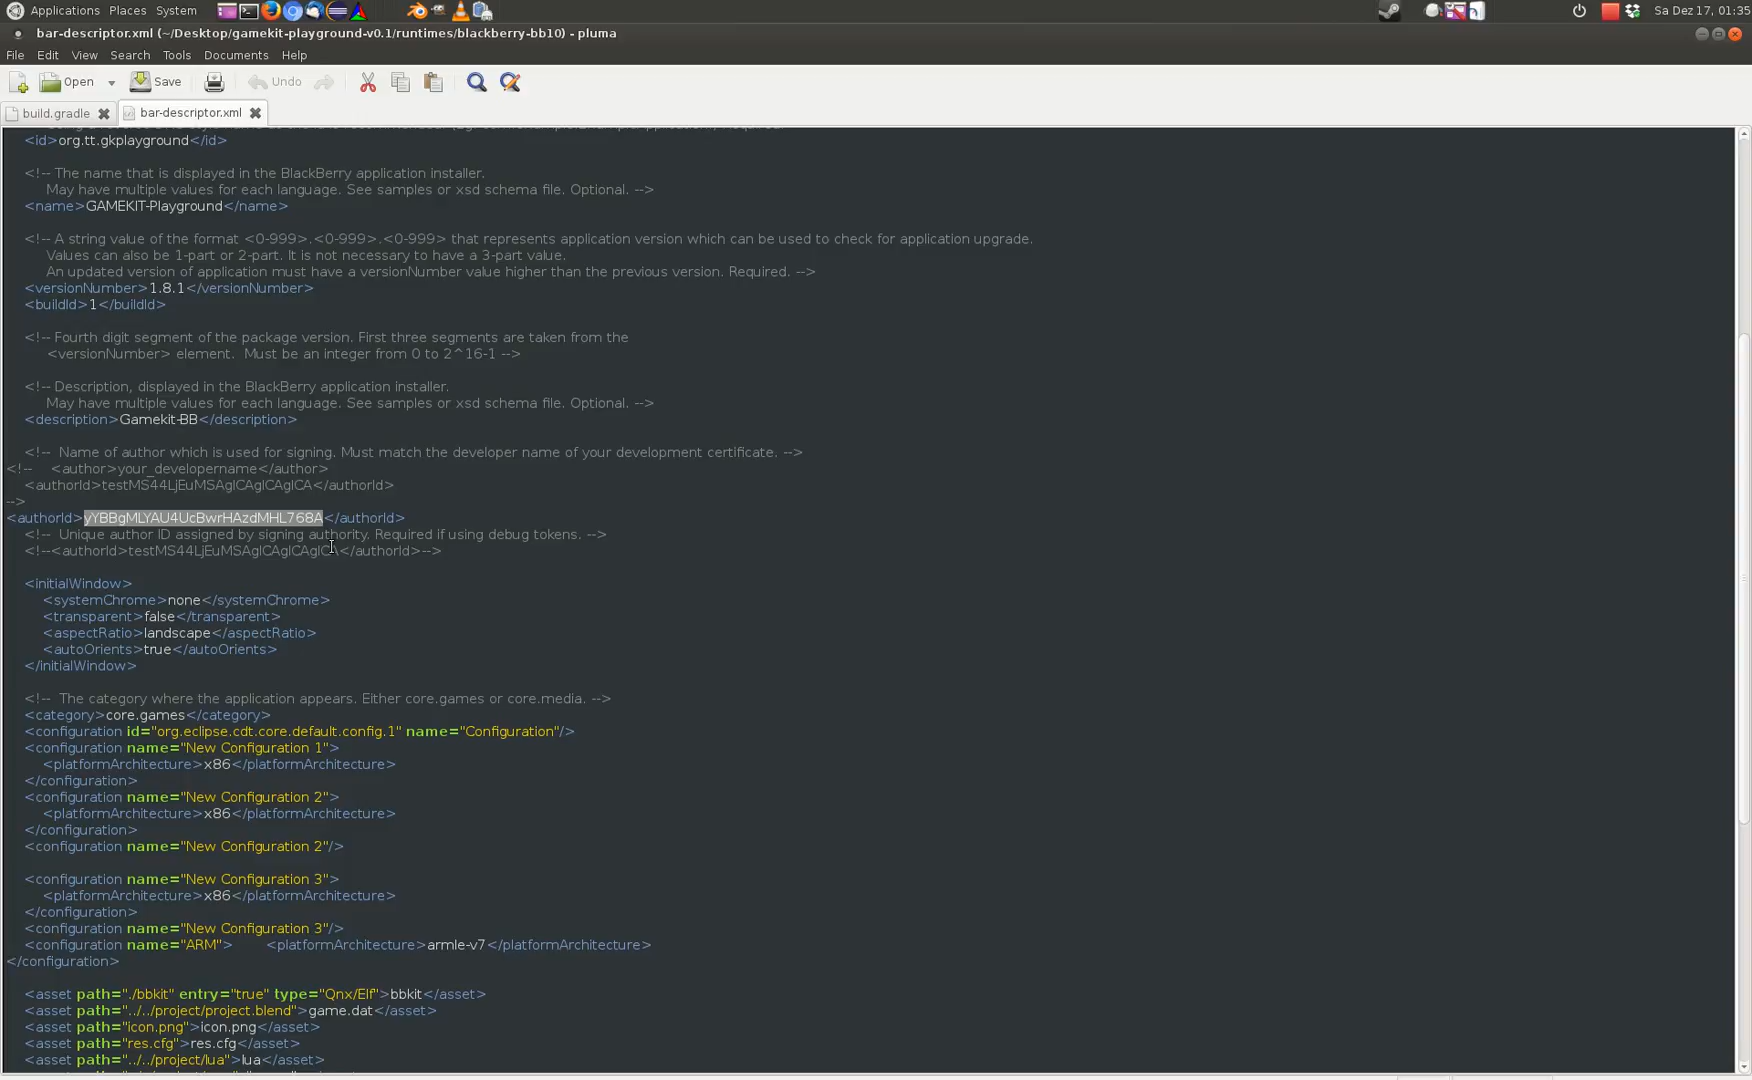 Applications Places System
Sa Dez 17, 01:35
bar-descriptor.xml (~/Desktop/gamekit-playground-v0.1/runtimes/blackberry-bb10) - pluma
File Edit View Search Tools Documents Help
Open Save Undo
build.gradle bar-descriptor.xml
<id>org.tt.gkplayground</id>
<!-- The name that is displayed in the BlackBerry application installer.
May have multiple values for each language. See samples or xsd schema file. Optional. -->
<name>GAMEKIT-Playground</name>
<!-- A string value of the format <0-999>.<0-999>.<0-999> that represents application version which can be used to check for application upgrade.
Values can also be 1-part or 2-part. It is not necessary to have a 3-part value.
An updated version of application must have a versionNumber value higher than the previous version. Required. -->
<versionNumber>1.8.1</versionNumber>
<buildId>1</buildId>
<!-- Fourth digit segment of the package version. First three segments are taken from the
<versionNumber> element.  Must be an integer from 0 to 2^16-1 -->
<!-- Description, displayed in the BlackBerry application installer.
May have multiple values for each language. See samples or xsd schema file. Optional. -->
<description>Gamekit-BB</description>
<!--  Name of author which is used for signing. Must match the developer name of your development certificate. -->
<!--    <author>your_developername</author>
<authorId>testMS44LjEuMSAgICAgICAgICA</authorId>
-->
<authorId>yYBBgMLYAU4UcBwrHAzdMHL768A</authorId>
<!--  Unique author ID assigned by signing authority. Required if using debug tokens. -->
<!--<authorId>testMS44LjEuMSAgICAgICAgICA</authorId>-->
<initialWindow>
<systemChrome>none</systemChrome>
<transparent>false</transparent>
<aspectRatio>landscape</aspectRatio>
<autoOrients>true</autoOrients>
</initialWindow>
<!--  The category where the application appears. Either core.games or core.media. -->
<category>core.games</category>
<configuration id="org.eclipse.cdt.core.default.config.1" name="Configuration"/>
<configuration name="New Configuration 1">
<platformArchitecture>x86</platformArchitecture>
</configuration>
<configuration name="New Configuration 2">
<platformArchitecture>x86</platformArchitecture>
</configuration>
<configuration name="New Configuration 2"/>
<configuration name="New Configuration 3">
<platformArchitecture>x86</platformArchitecture>
</configuration>
<configuration name="New Configuration 3"/>
<configuration name="ARM">       <platformArchitecture>armle-v7</platformArchitecture>
</configuration>
<asset path="./bbkit" entry="true" type="Qnx/Elf">bbkit</asset>
<asset path="../../project/project.blend">game.dat</asset>
<asset path="icon.png">icon.png</asset>
<asset path="res.cfg">res.cfg</asset>
<asset path="../../project/lua">lua</asset>